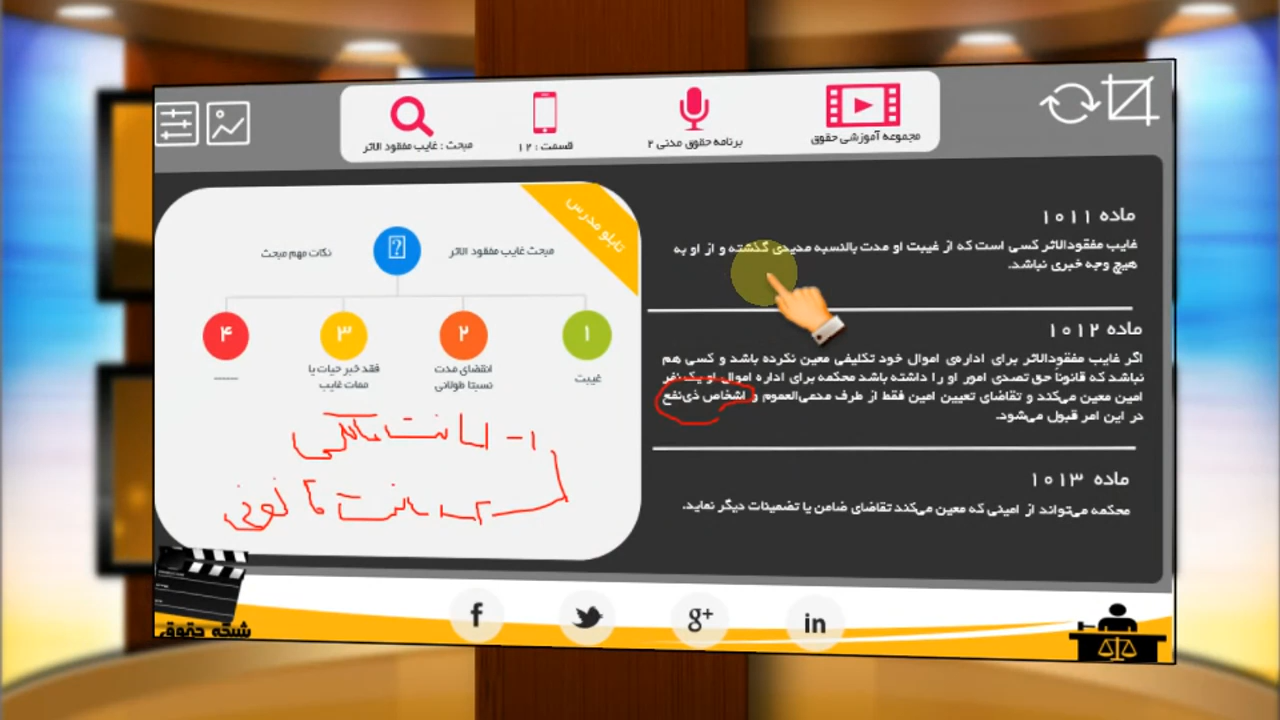 مجموعه آموزشی حقوق
برنامه حقوق مدنی ۲
قسمت : ۱۲
مبحث : غایب مفقود الاثر
ماده ۱۰۱۱
غایب مفقودالاثر کسی است که از غیبت او مدت بالنسبه مدیدی گذشته و از او به
هیچ وجه خبری نباشد.
ماده ۱۰۱۲
اگر غایب مفقودالاثر برای اداره‌ی اموال خود تکلیفی معین نکرده باشد و کسی هم
نباشد که قانوناً حق تصدی امور او را داشته باشد محکمه برای اداره اموال او یک نفر
امین معین می‌کند و تقاضای تعیین امین فقط از طرف مدعی‌العموم و اشخاص ذی‌نفع
در این امر قبول می‌شود.
ماده ۱۰۱۳
محکمه می‌تواند از امینی که معین می‌کند تقاضای ضامن یا تضمینات دیگر نماید.
تابلو مدرس
مبحث غایب مفقود الاثر
نکات مهم مبحث
۱
۲
۳
۴
غیبت
انقضای مدت
نسبتا طولانی
فقد خبر حیات یا
ممات غایب
۱- امانت مالکی
امانت قانونی
شبکه حقوق
f
g+
in